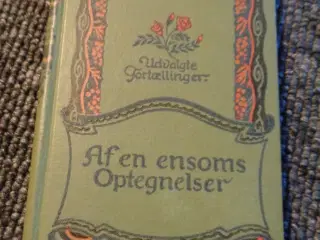 Udvalgte
Fortællinger.
Af en ensoms
Optegnelser